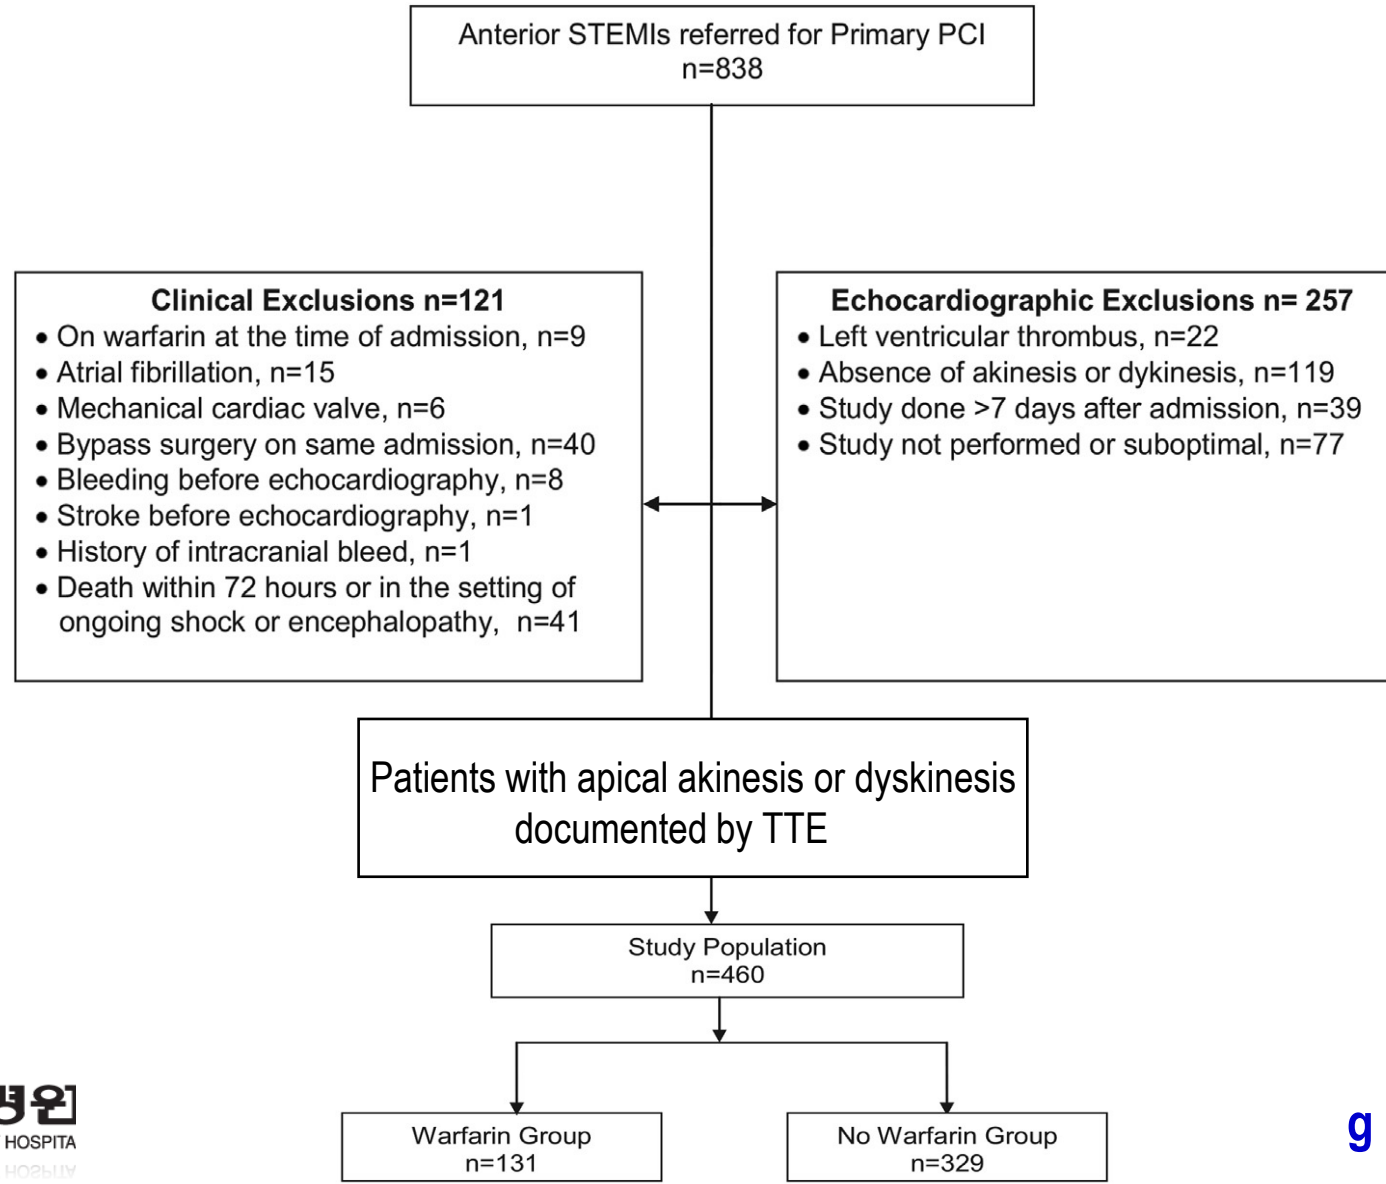 Anterior STEMIs referred for Primary PCI
n=838
Clinical Exclusions n=121
• On warfarin at the time of admission, n=9
• Atrial fibrillation, n=15
• Mechanical cardiac valve, n=6
• Bypass surgery on same admission, n=40
• Bleeding before echocardiography, n=8
• Stroke before echocardiography, n=1
• History of intracranial bleed, n=1
• Death within 72 hours or in the setting of
ongoing shock or encephalopathy, n=41
Echocardiographic Exclusions n= 257
• Left ventricular thrombus, n=22
• Absence of akinesis or dykinesis, n=119
• Study done >7 days after admission, n=39
• Study not performed or suboptimal, n=77
Patients with apical akinesis or dyskinesis
documented by TTE
Study Population
n=460
Warfarin Group
n=131
No Warfarin Group
n=329
병원
HOSPITA
g